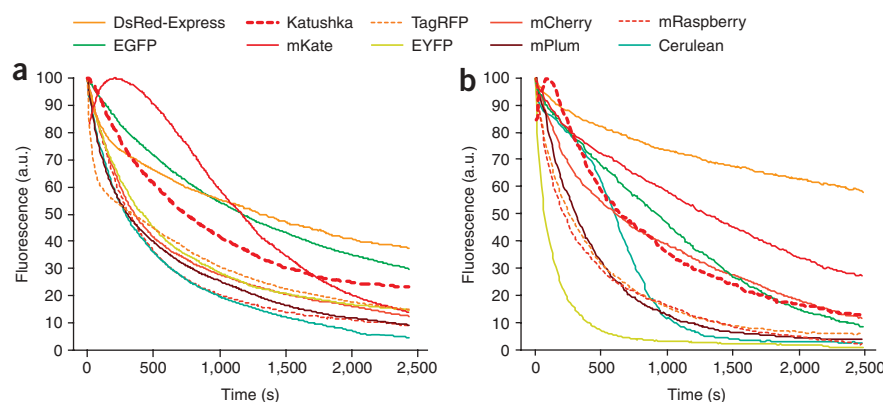 DsRed-Express Katushka TagRFP mCherry mRaspberry
EGFP mKate EYFP mPlum Cerulean
a
100
90
80
70
60
50
40
30
20
10
0
Fluorescence (a.u.)
0 500 1,000 1,500 2,000 2,500
Time (s)
b
100
90
80
70
60
50
40
30
20
10
0
Fluorescence (a.u.)
0 500 1,000 1,500 2,000 2,500
Time (s)